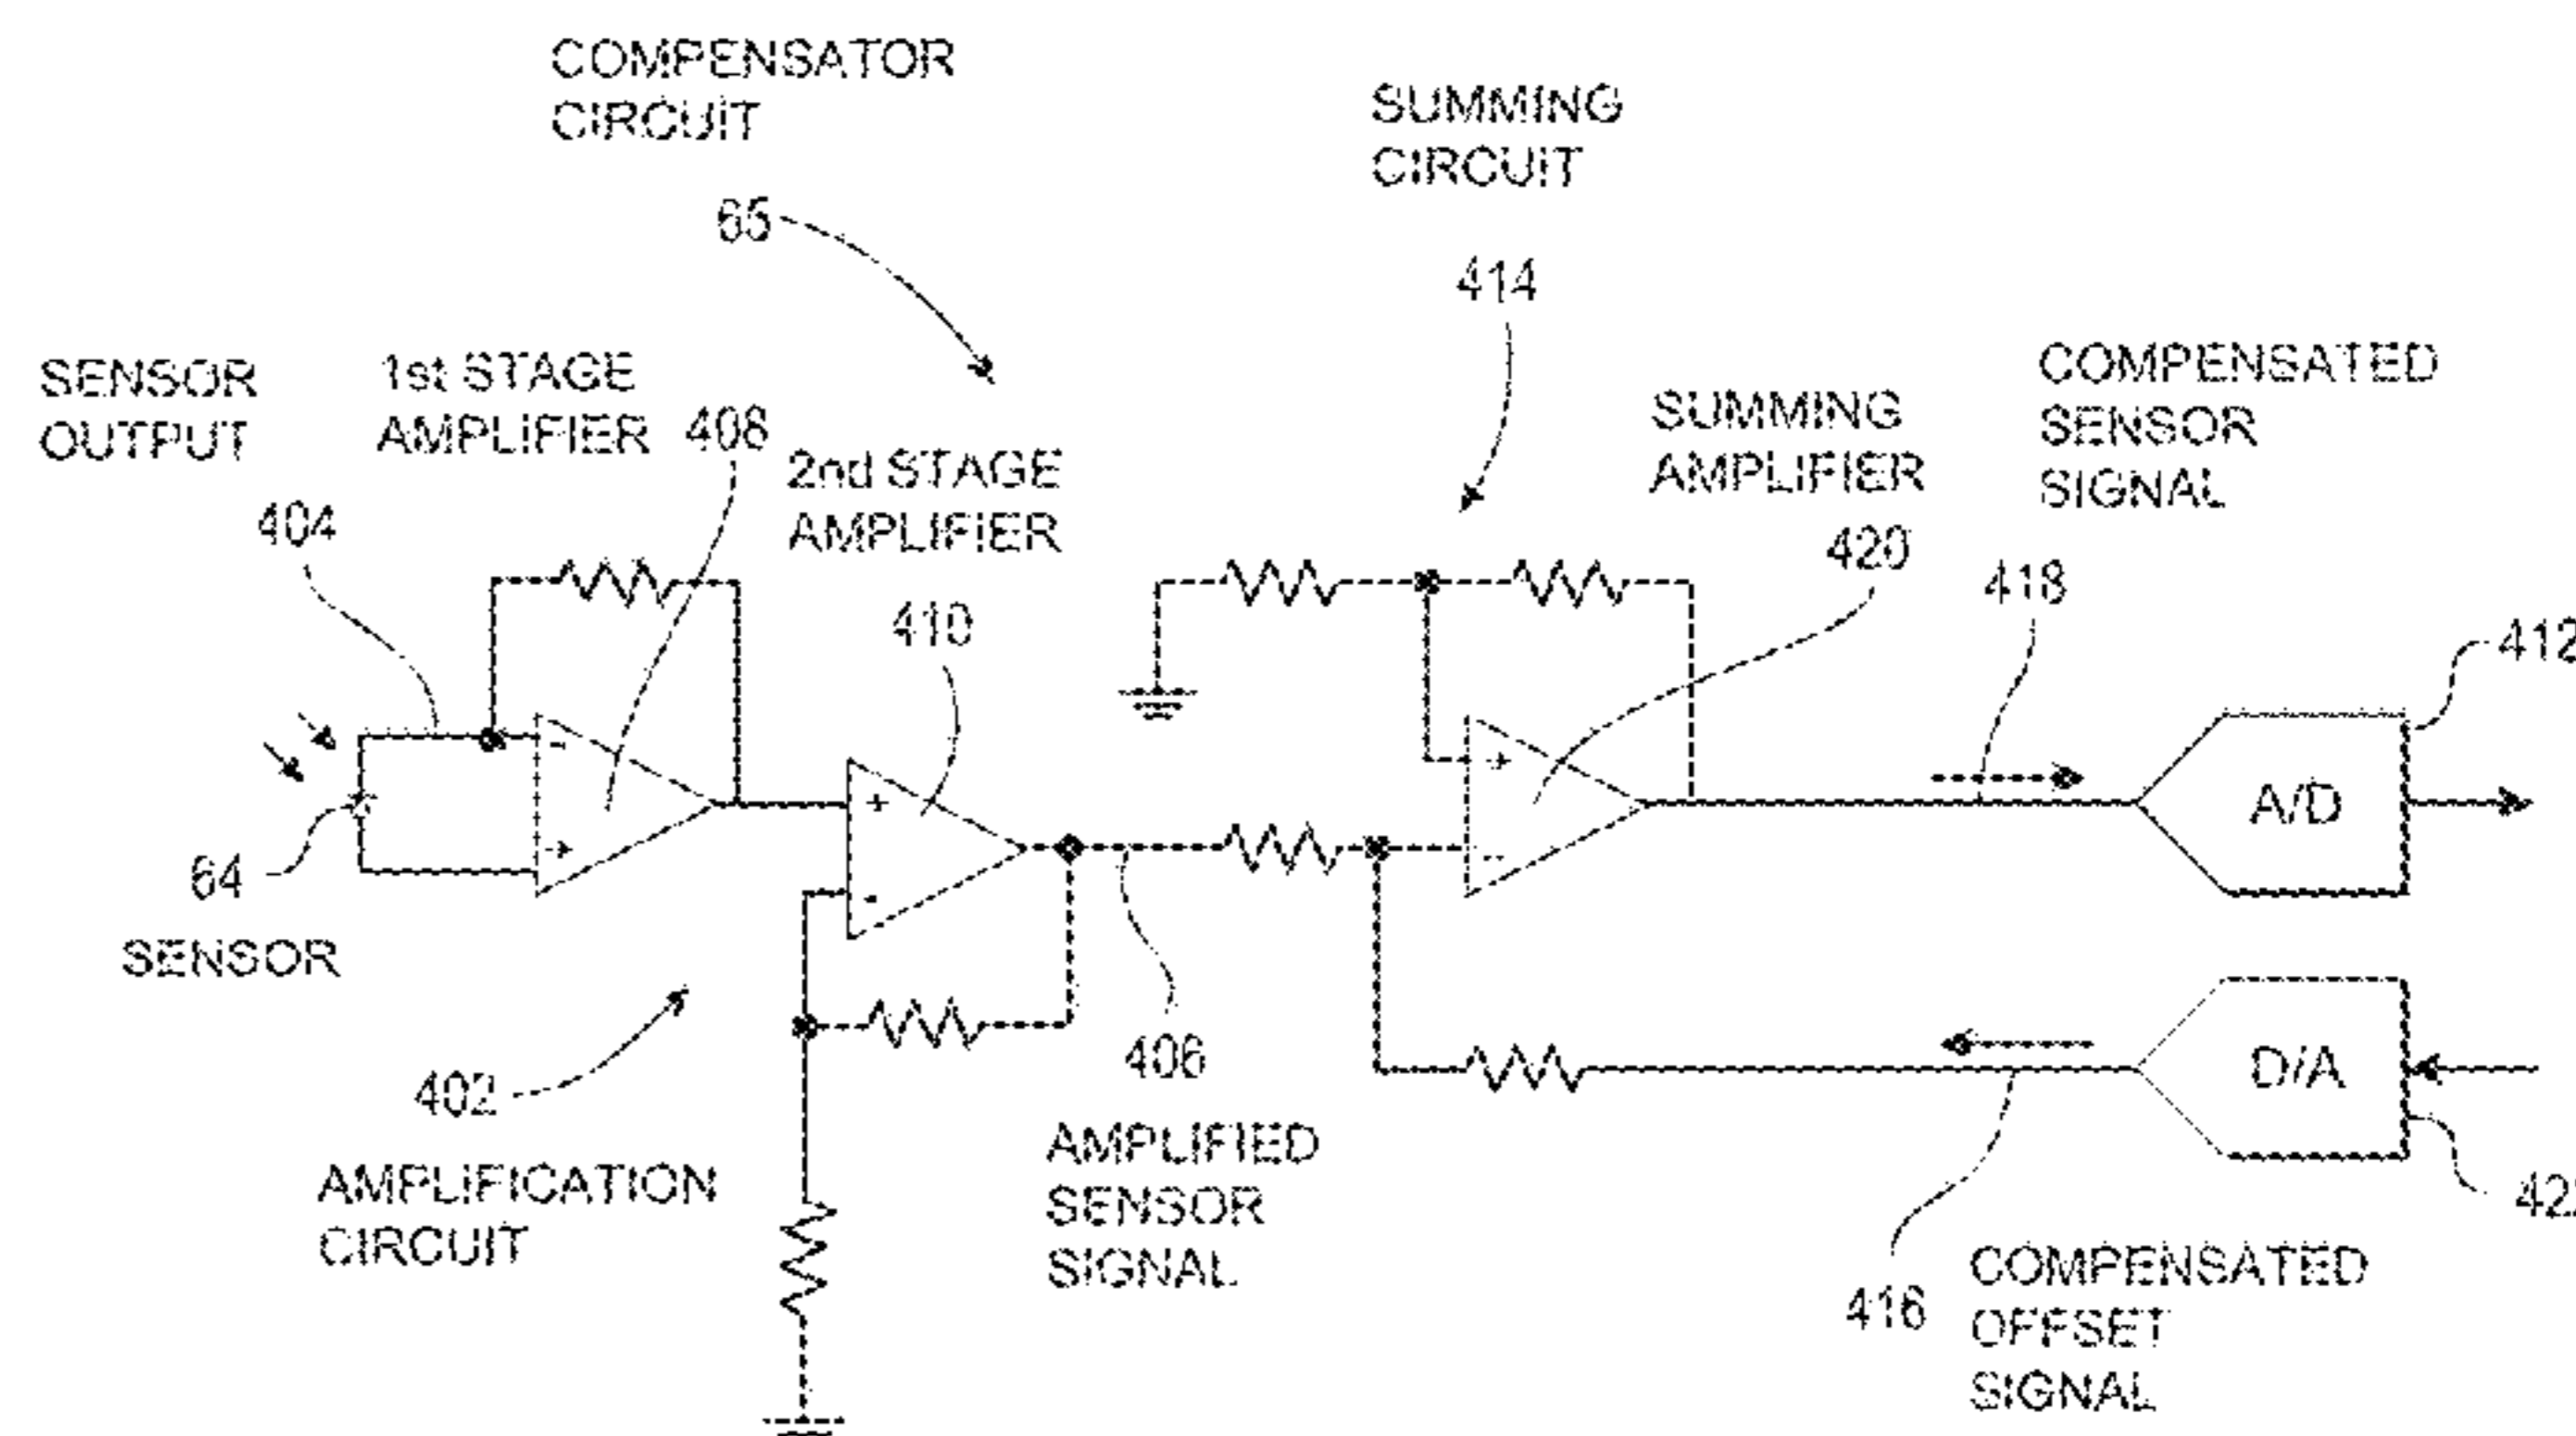 COMPENSATOR
CIRCUIT
65
SUMMING
CIRCUIT
414
SENSOR
OUTPUT
404
1st STAGE
AMPLIFIER
408
2nd STAGE
AMPLIFIER
410
SUMMING
AMPLIFIER
420
COMPENSATED
SENSOR
SIGNAL
418
412
-
+
+
-
+
-
A/D
64
SENSOR
402
AMPLIFICATION
CIRCUIT
406
AMPLIFIED
SENSOR
SIGNAL
D/A
416
COMPENSATED
OFFSET
SIGNAL